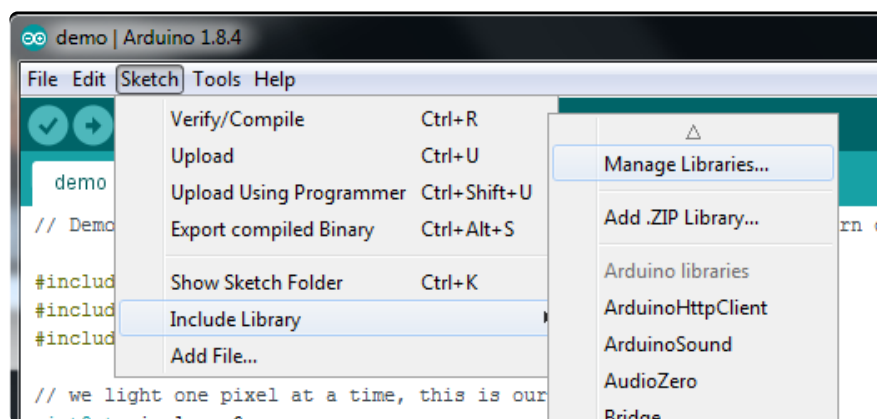 demo | Arduino 1.8.4
File Edit Sketch Tools Help
Verify/Compile Ctrl+R
Upload Ctrl+U
Upload Using Programmer Ctrl+Shift+U
Export compiled Binary Ctrl+Alt+S
Show Sketch Folder Ctrl+K
Include Library
Add File...
Manage Libraries...
Add .ZIP Library...
Arduino libraries
ArduinoHttpClient
ArduinoSound
AudioZero
Bridge
demo
// Demo
rn
#includ
#includ
#includ
// we light one pixel at a time, this is our